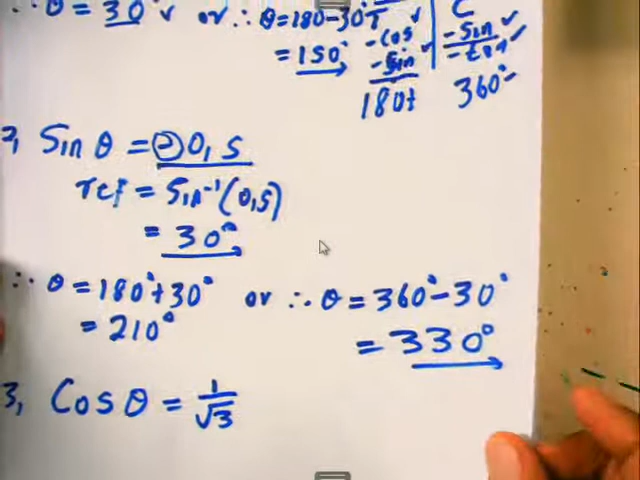 ∴ θ = 30° or ∴ θ = 180-30°
= 150°
T
-cos
-sin
180+
C
-sin
-tan
360°-
2, Sin θ = -0,5
ref = Sin⁻¹(0,5)
= 30°
∴ θ = 180°+30° or ∴ θ = 360°-30°
= 210°
= 330°
3, Cos θ = 1/√3